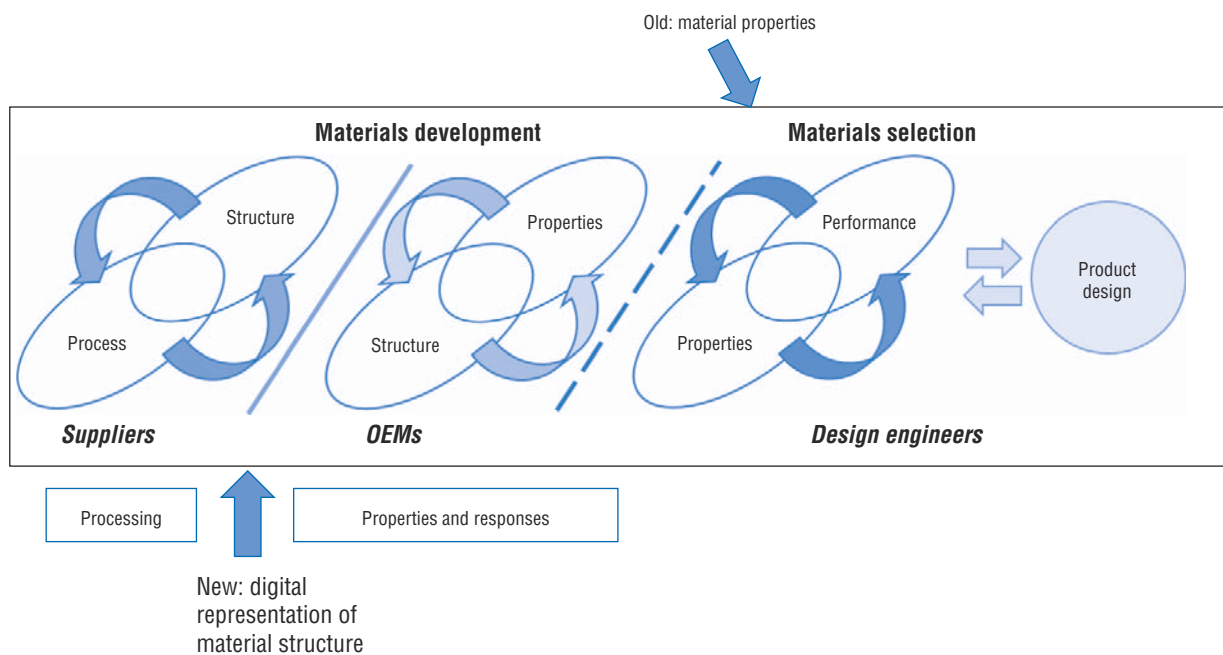 Old: material properties
Materials development
Materials selection
Structure
Process
Properties
Structure
Performance
Properties
Product
design
Suppliers
OEMs
Design engineers
Processing
Properties and responses
New: digital
representation of
material structure